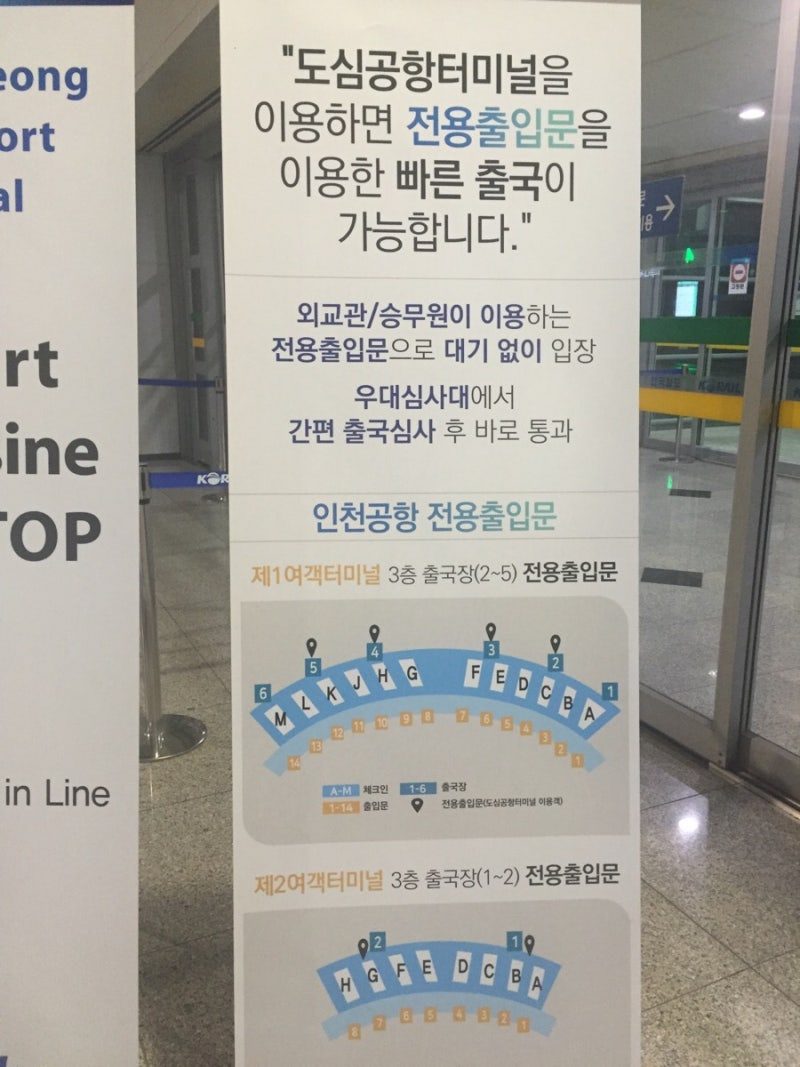 eong
ort
al
rt
sine
TOP
in Line
"도심공항터미널을
이용하면 전용출입문을
이용한 빠른 출국이
가능합니다."
외교관/승무원이 이용하는
전용출입문으로 대기 없이 입장
우대심사대에서
간편 출국심사 후 바로 통과
인천공항 전용출입문
제1여객터미널 3층 출국장(2~5) 전용출입문
6 5 4 3 2 1
M L K J H G F E D C B A
14 13 12 11 10 9 8 7 6 5 4 3 2 1
A-M 체크인 1-6 출국장
1-14 출입문 전용출입문(도심공항터미널 이용객)
제2여객터미널 3층 출국장(1~2) 전용출입문
2 1
H G F E D C B A
8 7 6 5 4 3 2 1
KOR
KORAIL